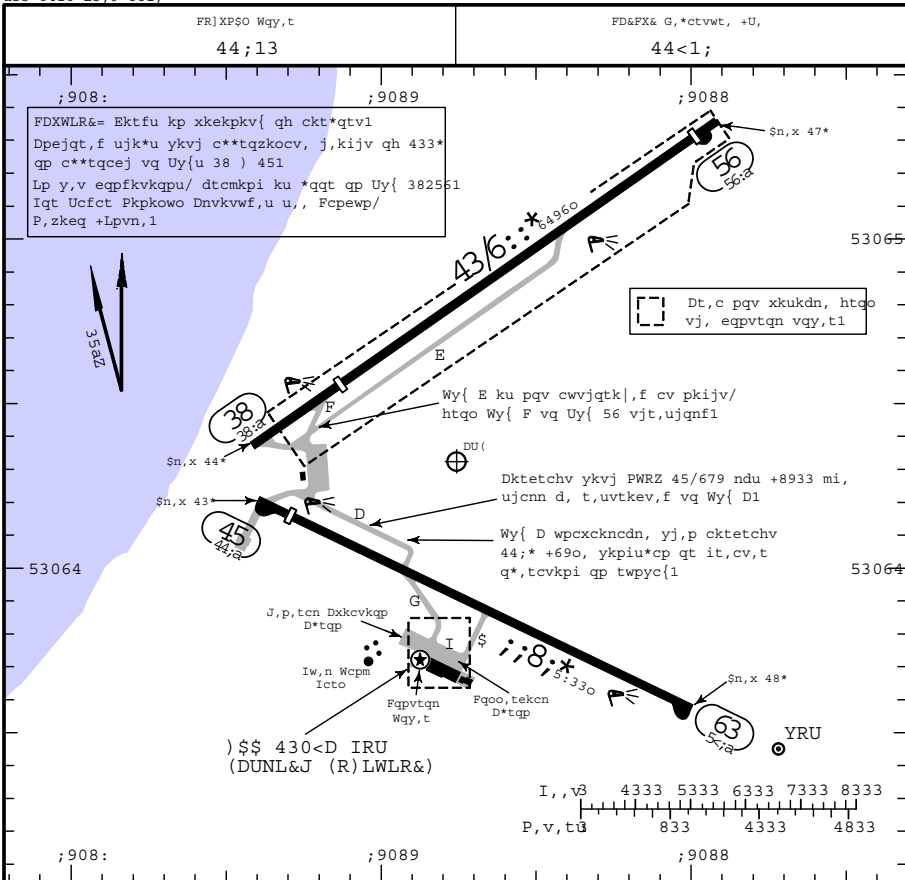 FR]XP$O Wqy,t
44;13
FD&FX& G,*ctvwt, +U,
44<1;
;908:
;9089
;9088
FDXWLR&= Ektfu kp xkekpkv{ qh ckt*qtv1
Dpejqt,f ujk*u ykvj c**tqzkocv, j,kijv qh 433*
qp c**tqcej vq Uy{u 38 ) 451
Lp y,v eqpfkvkqpu/ dtcmkpi ku *qqt qp Uy{ 382561
Iqt Ucfct Pkpkowo Dnvkvwf,u u,, Fcpewp/
P,zkeq +Lpvn,1
$n,x 47*
56
56:a
43/6::*
6496o
53065
Dt,c pqv xkukdn, htqo
vj, eqpvtqn vqy,t1
35aZ
E
F
Wy{ E ku pqv cwvjqtk|,f cv pkijv/
htqo Wy{ F vq Uy{ 56 vjt,ujqnf1
38
38:a
$n,x 44*
DU(
Dktetchv ykvj PWRZ 45/679 ndu +8933 mi,
ujcnn d, t,uvtkev,f vq Wy{ D1
$n,x 43*
D
Wy{ D wpcxckncdn, yj,p cktetchv
44;* +69o, ykpiu*cp qt it,cv,t
q*,tcvkpi qp twpyc{1
45
44;a
53064
53064
G
J,p,tcn Dxkcvkqp
D*tqp
I
$
;;8;*
5:33o
Iw,n Wcpm
Icto
$n,x 48*
Fqpvtqn
Wqy,t
Fqoo,tekcn
D*tqp
63
5<;a
YRU
)$$ 430<D IRU
(DUNL&J (R)LWLR&)
I,,v
3
4333
5333
6333
7333
8333
P,v,tu
3
833
4333
4833
;908:
;9089
;9088